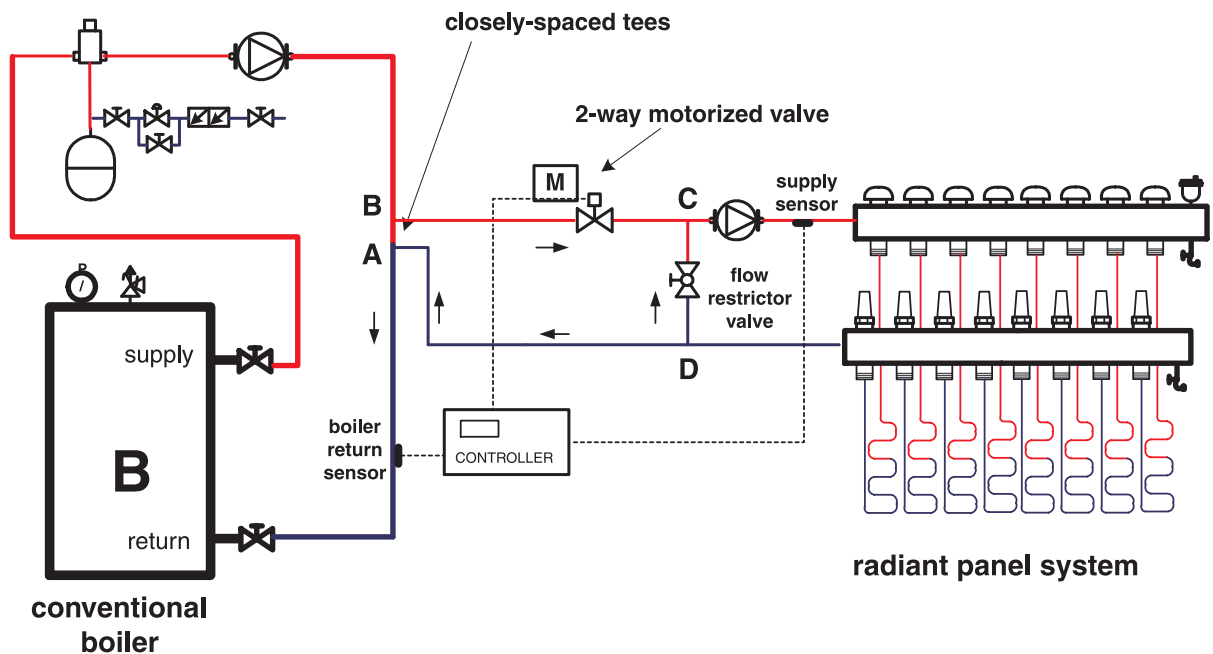 closely-spaced tees
2-way motorized valve
M
B
C
supply
sensor
A
P
flow
restrictor
valve
supply
D
boiler
return
sensor
CONTROLLER
B
return
radiant panel system
conventional
boiler